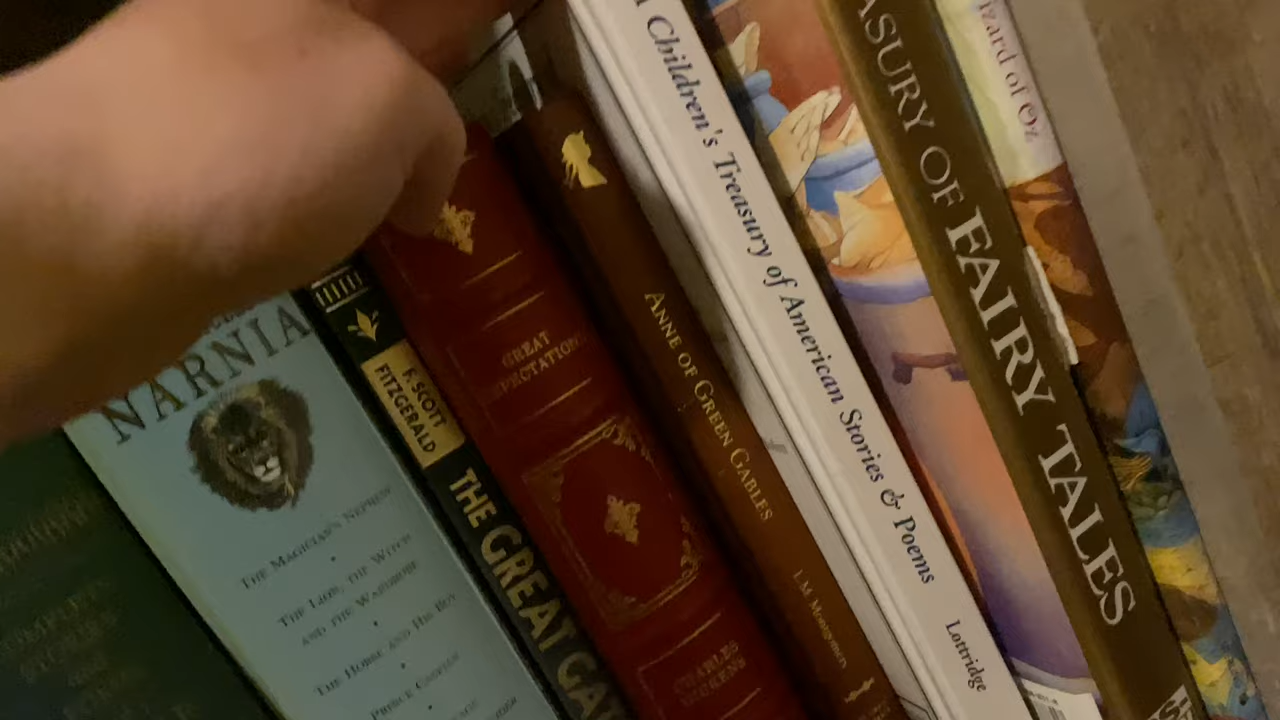 NARNIA
THE MAGICIAN'S NEPHEW
THE LION, THE WITCH
AND THE WARDROBE
THE HORSE AND HIS BOY
PRINCE CASPIAN
F. SCOTT
FITZGERALD
THE GREAT GA
GREAT
EXPECTATIONS
CHARLES
DICKENS
ANNE OF GREEN GABLES
L.M. MONTGOMERY
Children's Treasury of American Stories & Poems
Lottridge
ASURY OF FAIRY TALES
izard of Oz